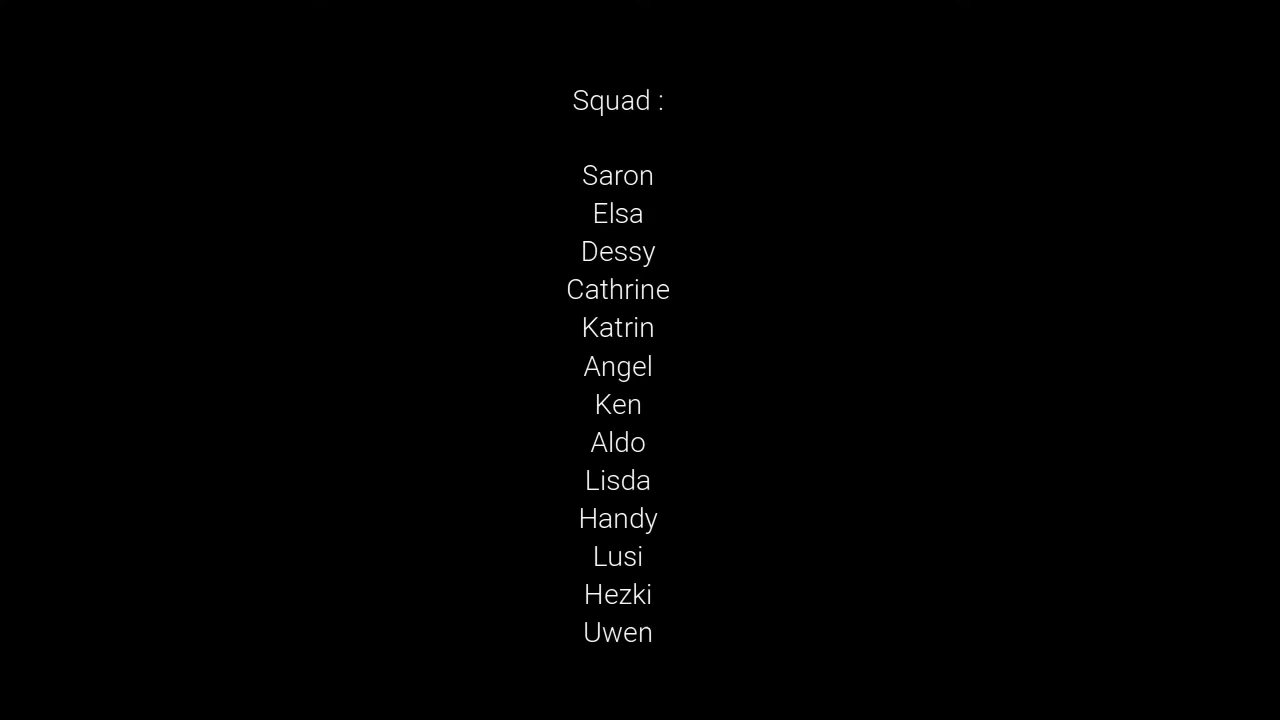 Squad :
Saron
Elsa
Dessy
Cathrine
Katrin
Angel
Ken
Aldo
Lisda
Handy
Lusi
Hezki
Uwen